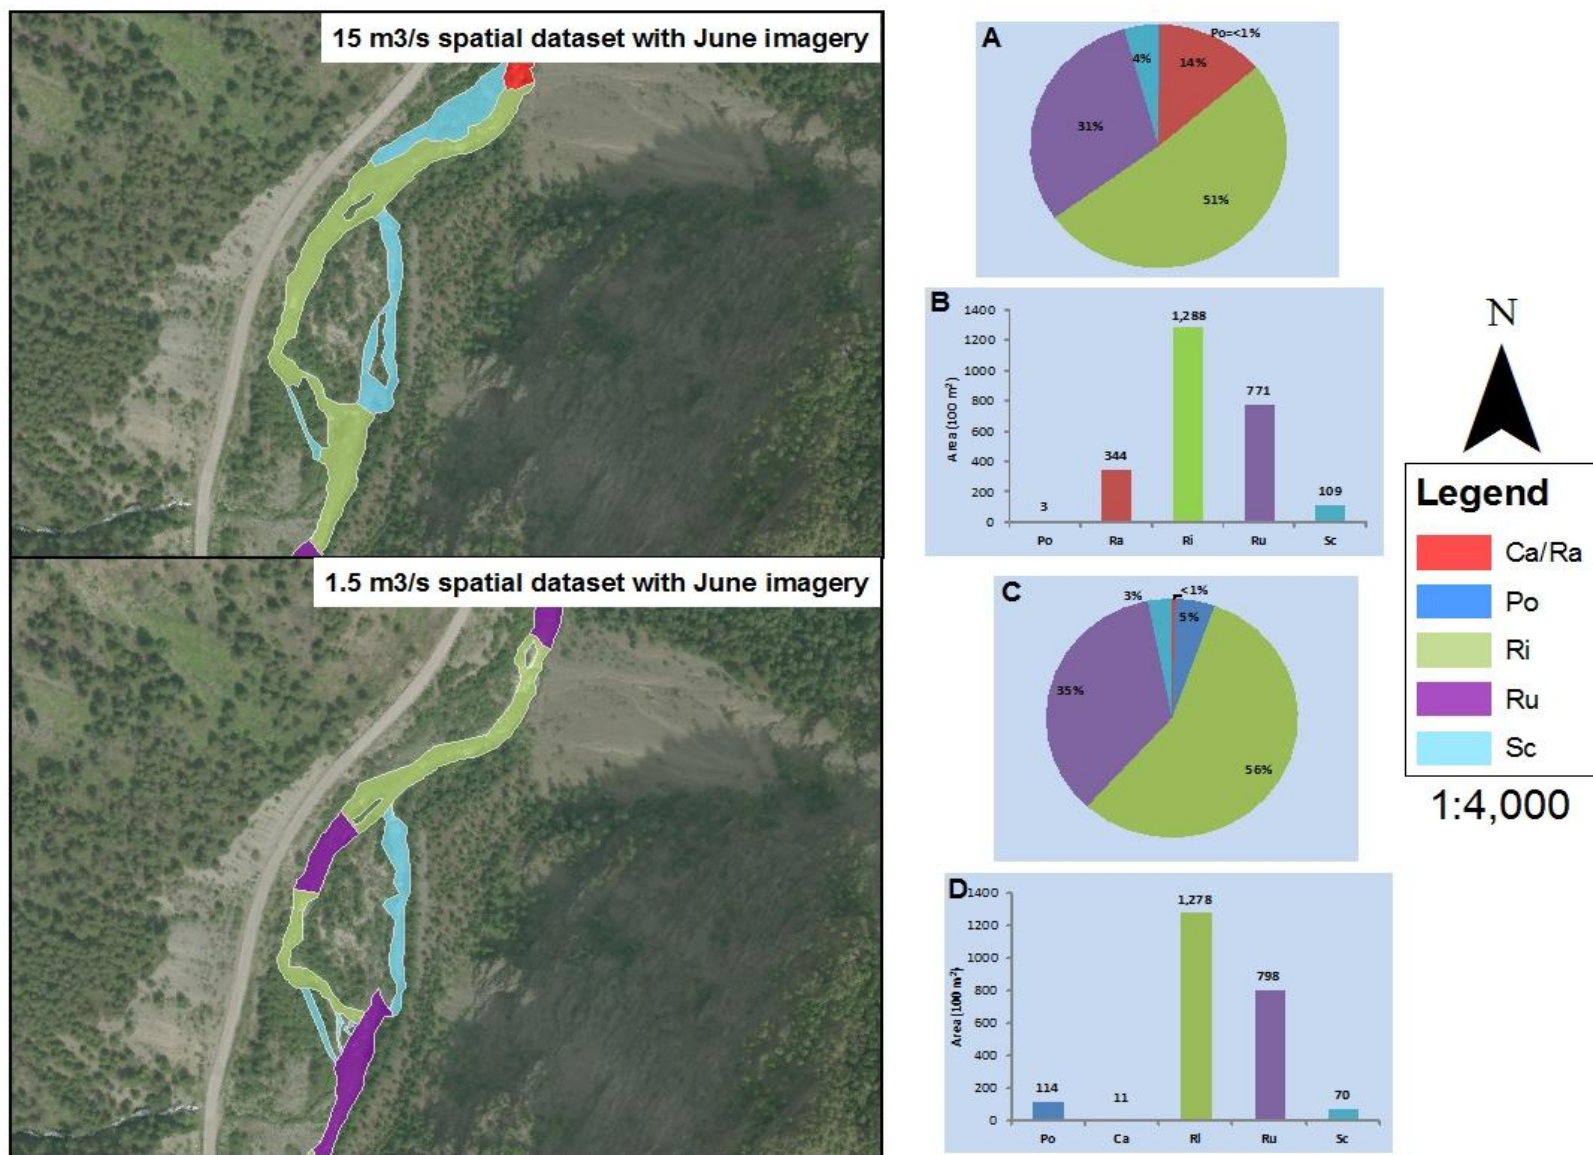 15 m3/s spatial dataset with June imagery
1.5 m3/s spatial dataset with June imagery
A
Po=<1%
4%
14%
31%
51%
B
1400
1200
1000
800
600
400
200
0
Area (100 m²)
3
344
1,288
771
109
Po Ra Ri Ru Sc
C
<1%
3%
5%
35%
56%
D
1400
1200
1000
800
600
400
200
0
Area (100 m²)
114
11
1,278
798
70
Po Ca Ri Ru Sc
N
Legend
Ca/Ra
Po
Ri
Ru
Sc
1:4,000